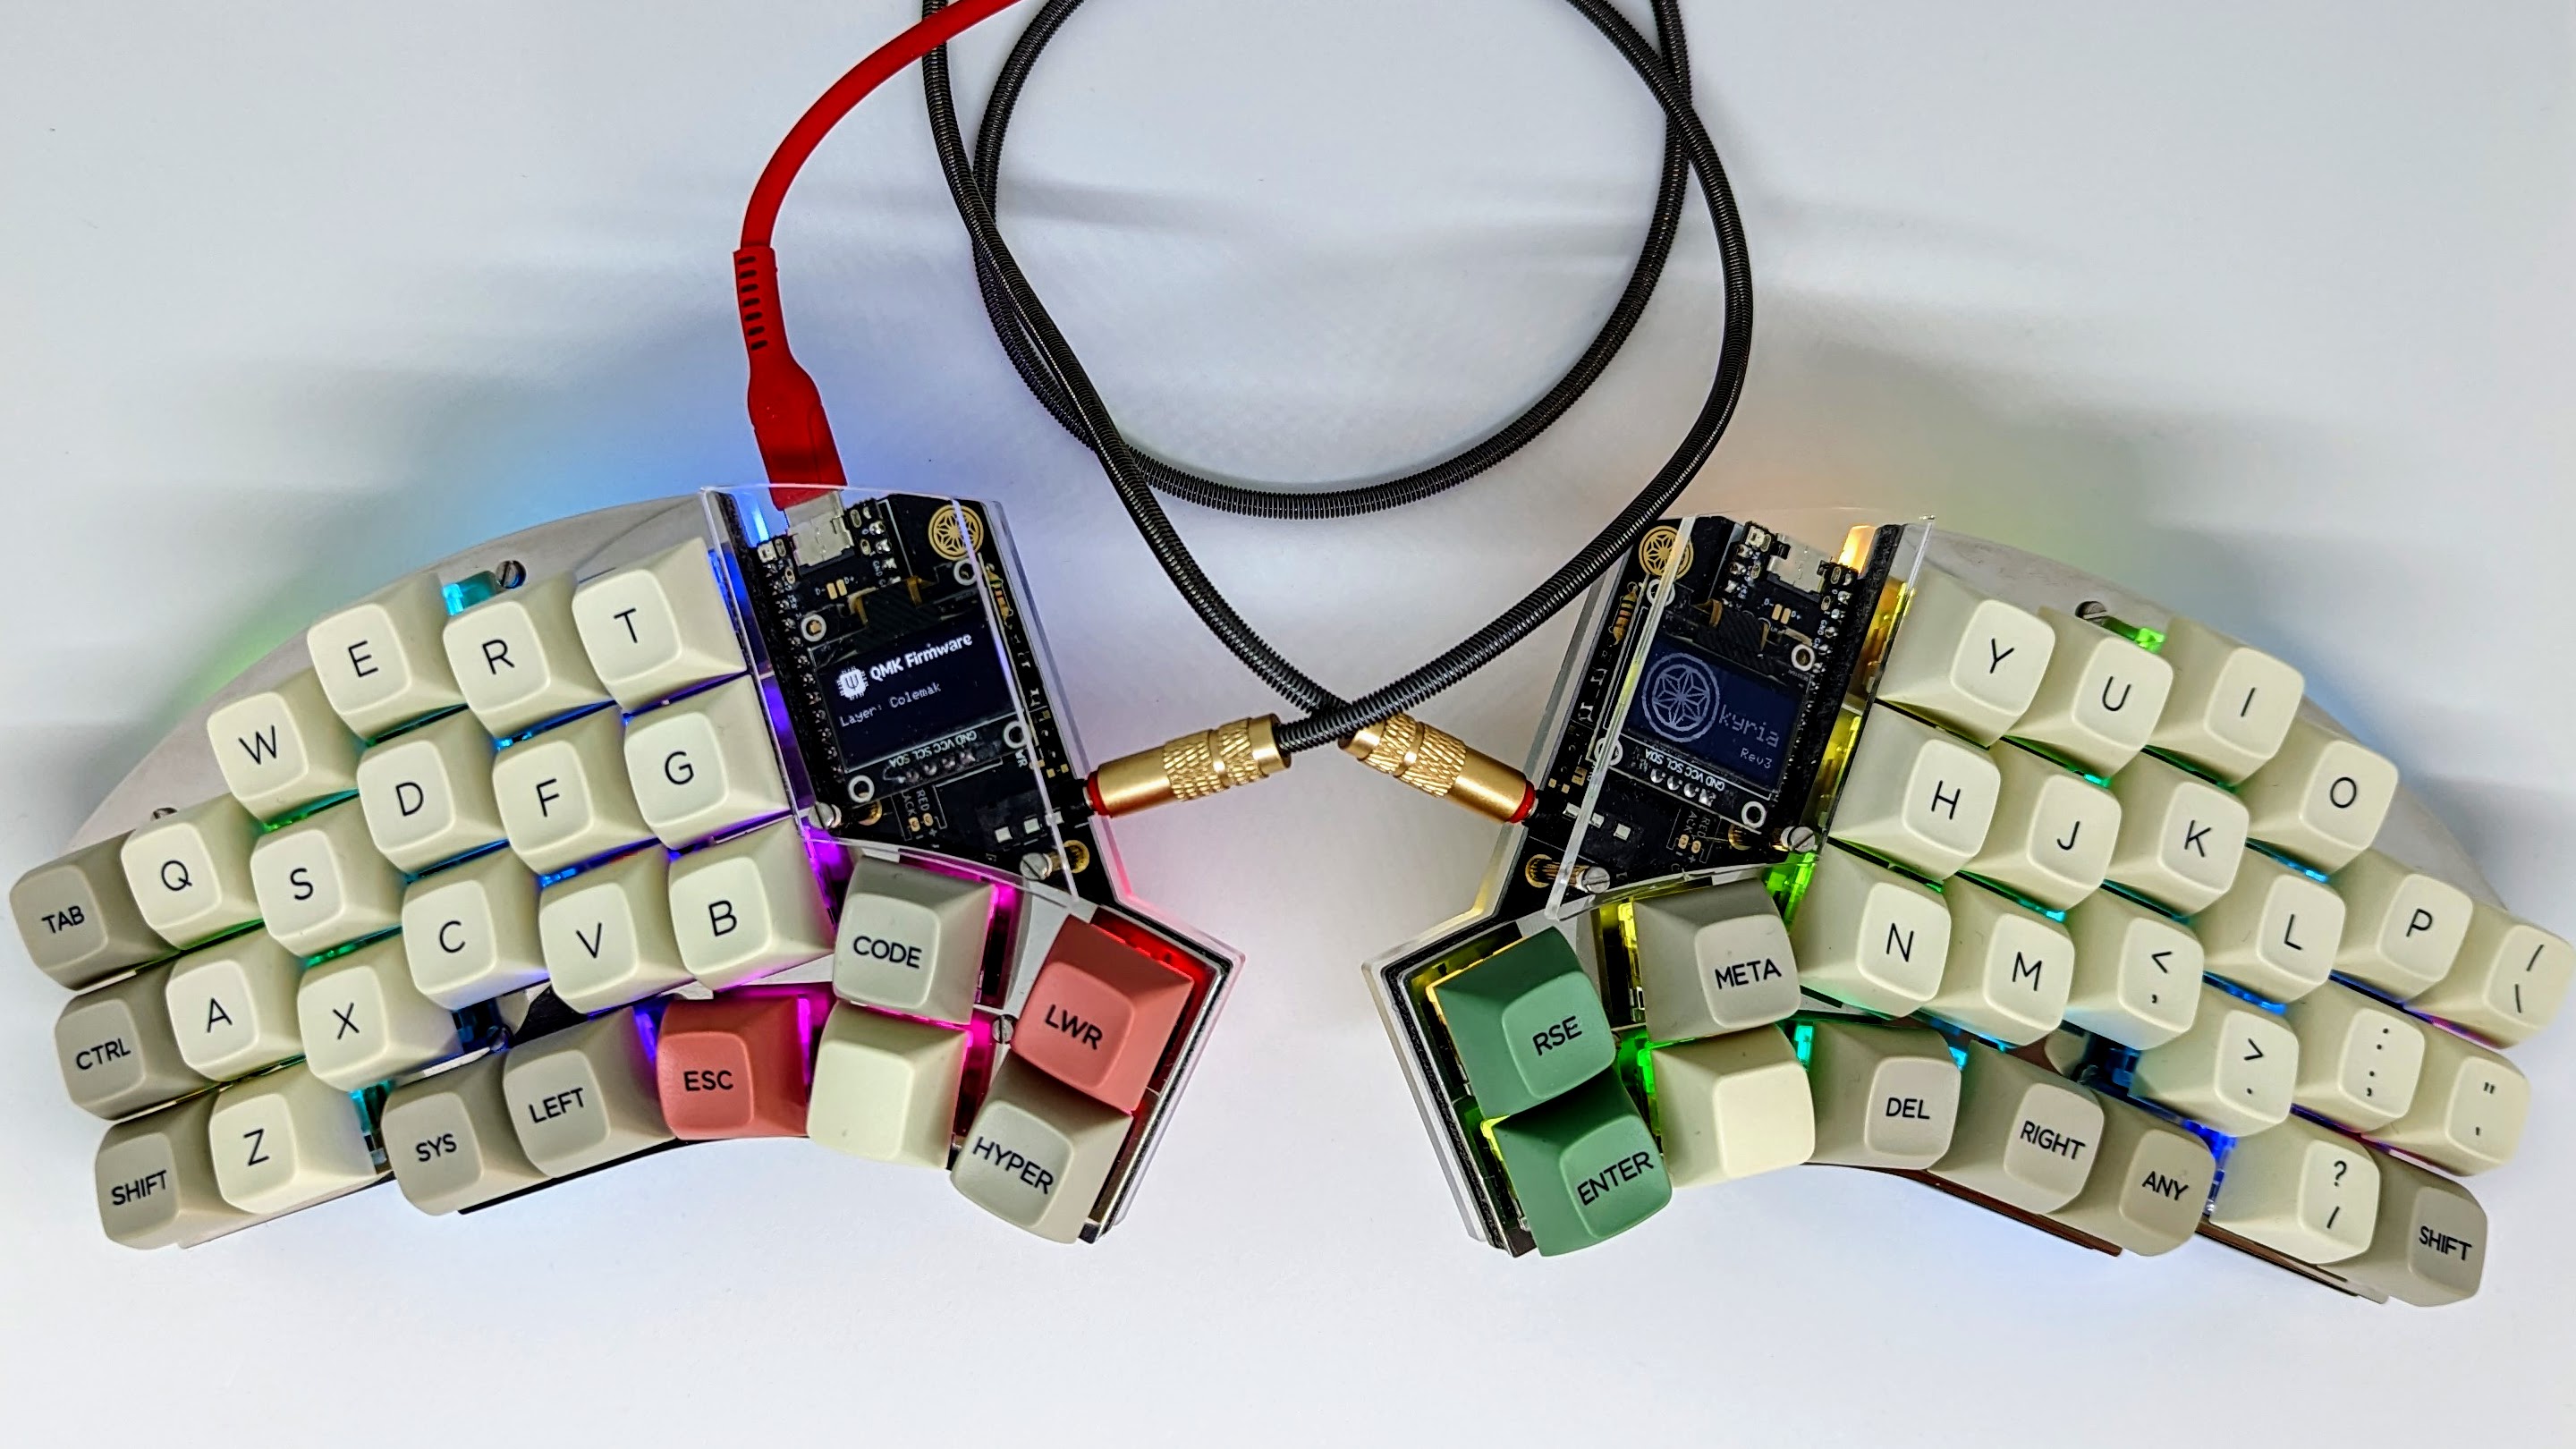 E R T
W
D F G
Q S
TAB
C V B
A X
CTRL
Z
SHIFT
SYS LEFT ESC
CODE
LWR
HYPER
QMK Firmware
Layer: Colemak
GND VCC SCL SDA
kyria
Rev3
GND VCC SCL SDA
Y U I
O
H J K
P
L
/ \
N M < ,
> .
: ;
" '
? /
SHIFT
META
RSE
ENTER
DEL RIGHT ANY